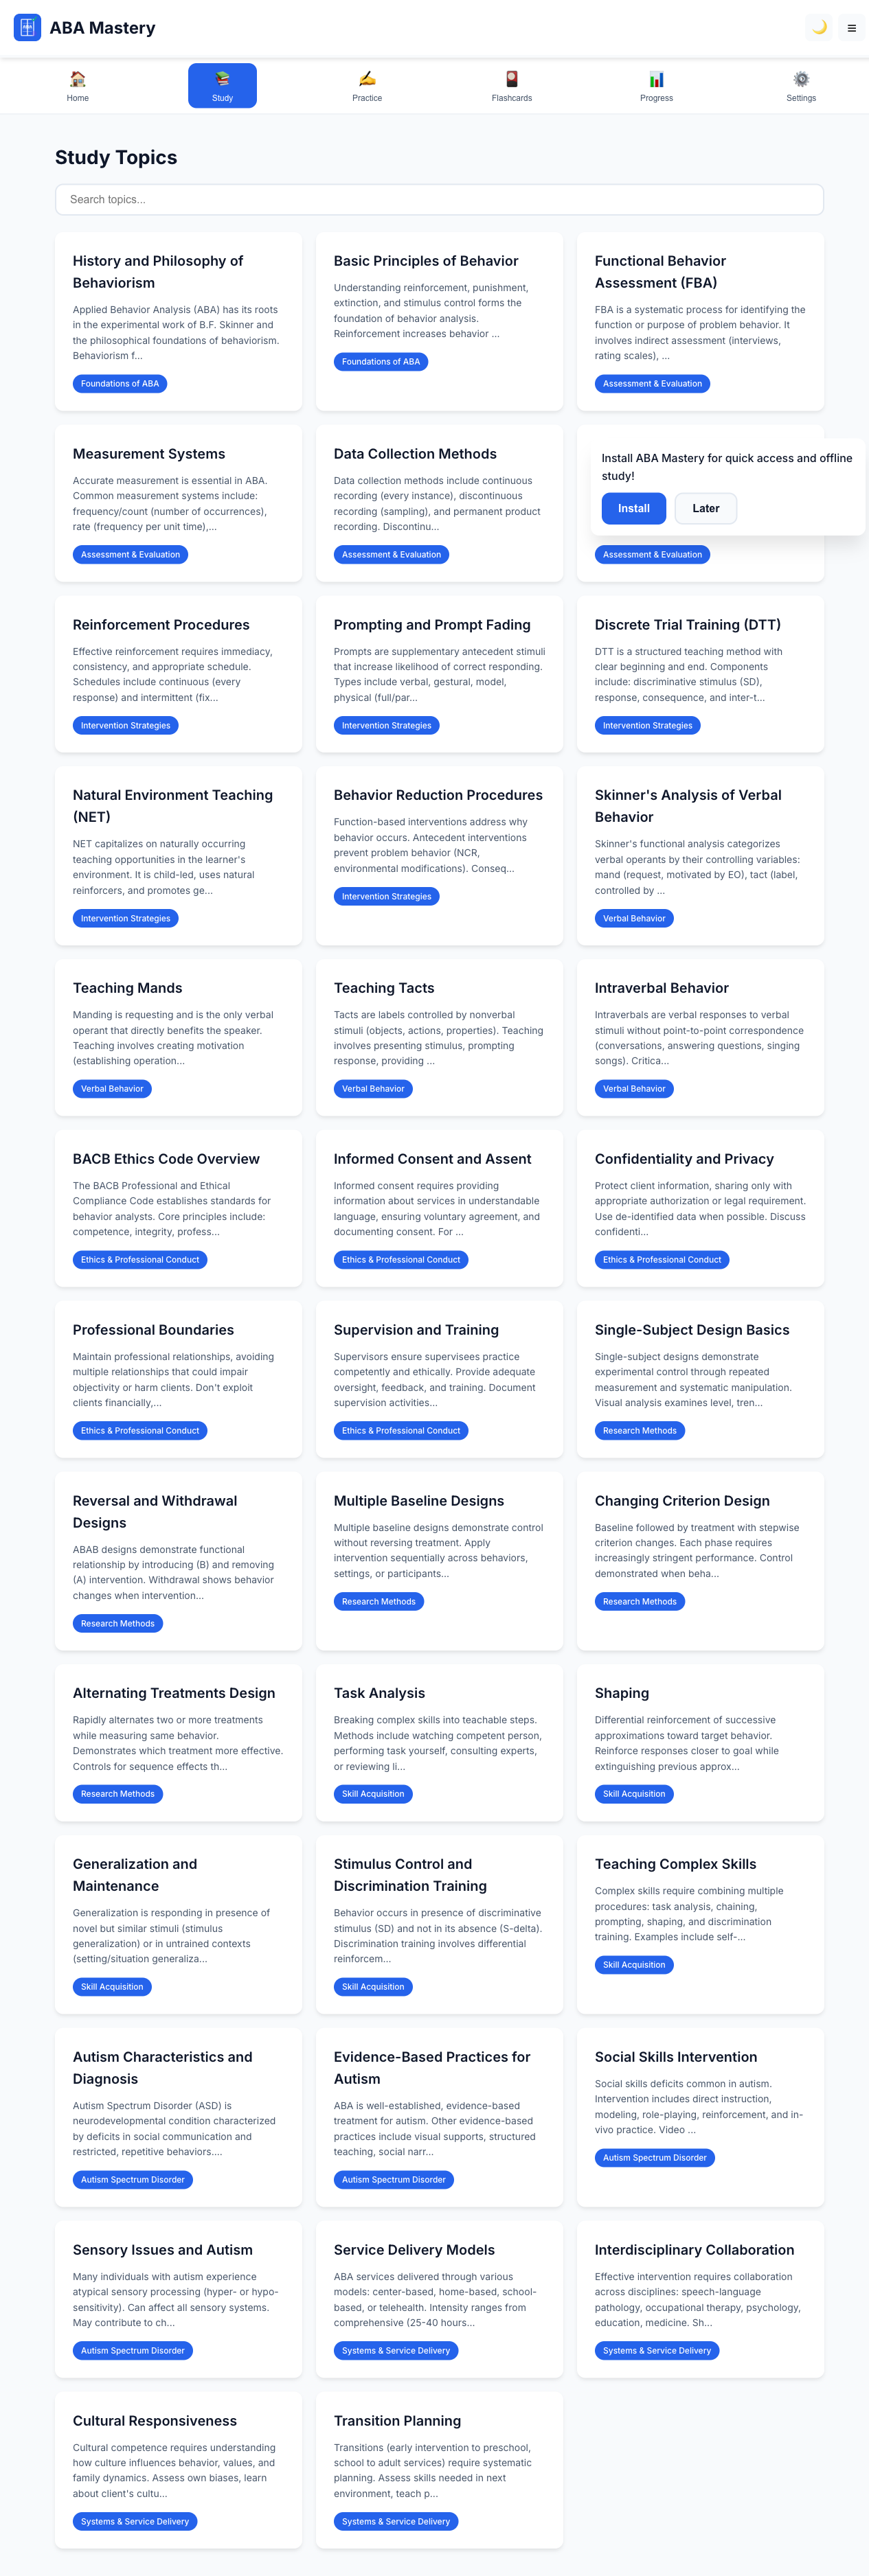 ABA Mastery
Home
Study
Practice
Flashcards
Progress
Settings
Study Topics
Search topics...
History and Philosophy of
Behaviorism
Applied Behavior Analysis (ABA) has its roots
in the experimental work of B.F. Skinner and
the philosophical foundations of behaviorism.
Behaviorism f...
Foundations of ABA
Basic Principles of Behavior
Understanding reinforcement, punishment,
extinction, and stimulus control forms the
foundation of behavior analysis.
Reinforcement increases behavior ...
Foundations of ABA
Functional Behavior
Assessment (FBA)
FBA is a systematic process for identifying the
function or purpose of problem behavior. It
involves indirect assessment (interviews,
rating scales), ...
Assessment & Evaluation
Measurement Systems
Accurate measurement is essential in ABA.
Common measurement systems include:
frequency/count (number of occurrences),
rate (frequency per unit time),...
Assessment & Evaluation
Data Collection Methods
Data collection methods include continuous
recording (every instance), discontinuous
recording (sampling), and permanent product
recording. Discontinu...
Assessment & Evaluation
Install ABA Mastery for quick access and offline
study!
Install
Later
Assessment & Evaluation
Reinforcement Procedures
Effective reinforcement requires immediacy,
consistency, and appropriate schedule.
Schedules include continuous (every
response) and intermittent (fix...
Intervention Strategies
Prompting and Prompt Fading
Prompts are supplementary antecedent stimuli
that increase likelihood of correct responding.
Types include verbal, gestural, model,
physical (full/par...
Intervention Strategies
Discrete Trial Training (DTT)
DTT is a structured teaching method with
clear beginning and end. Components
include: discriminative stimulus (SD),
response, consequence, and inter-t...
Intervention Strategies
Natural Environment Teaching
(NET)
NET capitalizes on naturally occurring
teaching opportunities in the learner's
environment. It is child-led, uses natural
reinforcers, and promotes ge...
Intervention Strategies
Behavior Reduction Procedures
Function-based interventions address why
behavior occurs. Antecedent interventions
prevent problem behavior (NCR,
environmental modifications). Conseq...
Intervention Strategies
Skinner's Analysis of Verbal
Behavior
Skinner's functional analysis categorizes
verbal operants by their controlling variables:
mand (request, motivated by EO), tact (label,
controlled by ...
Verbal Behavior
Teaching Mands
Manding is requesting and is the only verbal
operant that directly benefits the speaker.
Teaching involves creating motivation
(establishing operation...
Verbal Behavior
Teaching Tacts
Tacts are labels controlled by nonverbal
stimuli (objects, actions, properties). Teaching
involves presenting stimulus, prompting
response, providing ...
Verbal Behavior
Intraverbal Behavior
Intraverbals are verbal responses to verbal
stimuli without point-to-point correspondence
(conversations, answering questions, singing
songs). Critica...
Verbal Behavior
BACB Ethics Code Overview
The BACB Professional and Ethical
Compliance Code establishes standards for
behavior analysts. Core principles include:
competence, integrity, profess...
Ethics & Professional Conduct
Informed Consent and Assent
Informed consent requires providing
information about services in understandable
language, ensuring voluntary agreement, and
documenting consent. For ...
Ethics & Professional Conduct
Confidentiality and Privacy
Protect client information, sharing only with
appropriate authorization or legal requirement.
Use de-identified data when possible. Discuss
confidenti...
Ethics & Professional Conduct
Professional Boundaries
Maintain professional relationships, avoiding
multiple relationships that could impair
objectivity or harm clients. Don't exploit
clients financially,...
Ethics & Professional Conduct
Supervision and Training
Supervisors ensure supervisees practice
competently and ethically. Provide adequate
oversight, feedback, and training. Document
supervision activities...
Ethics & Professional Conduct
Single-Subject Design Basics
Single-subject designs demonstrate
experimental control through repeated
measurement and systematic manipulation.
Visual analysis examines level, tren...
Research Methods
Reversal and Withdrawal
Designs
ABAB designs demonstrate functional
relationship by introducing (B) and removing
(A) intervention. Withdrawal shows behavior
changes when intervention...
Research Methods
Multiple Baseline Designs
Multiple baseline designs demonstrate control
without reversing treatment. Apply
intervention sequentially across behaviors,
settings, or participants...
Research Methods
Changing Criterion Design
Baseline followed by treatment with stepwise
criterion changes. Each phase requires
increasingly stringent performance. Control
demonstrated when beha...
Research Methods
Alternating Treatments Design
Rapidly alternates two or more treatments
while measuring same behavior.
Demonstrates which treatment more effective.
Controls for sequence effects th...
Research Methods
Task Analysis
Breaking complex skills into teachable steps.
Methods include watching competent person,
performing task yourself, consulting experts,
or reviewing li...
Skill Acquisition
Shaping
Differential reinforcement of successive
approximations toward target behavior.
Reinforce responses closer to goal while
extinguishing previous approx...
Skill Acquisition
Generalization and
Maintenance
Generalization is responding in presence of
novel but similar stimuli (stimulus
generalization) or in untrained contexts
(setting/situation generaliza...
Skill Acquisition
Stimulus Control and
Discrimination Training
Behavior occurs in presence of discriminative
stimulus (SD) and not in its absence (S-delta).
Discrimination training involves differential
reinforcem...
Skill Acquisition
Teaching Complex Skills
Complex skills require combining multiple
procedures: task analysis, chaining,
prompting, shaping, and discrimination
training. Examples include self-...
Skill Acquisition
Autism Characteristics and
Diagnosis
Autism Spectrum Disorder (ASD) is
neurodevelopmental condition characterized
by deficits in social communication and
restricted, repetitive behaviors....
Autism Spectrum Disorder
Evidence-Based Practices for
Autism
ABA is well-established, evidence-based
treatment for autism. Other evidence-based
practices include visual supports, structured
teaching, social narr...
Autism Spectrum Disorder
Social Skills Intervention
Social skills deficits common in autism.
Intervention includes direct instruction,
modeling, role-playing, reinforcement, and in-
vivo practice. Video ...
Autism Spectrum Disorder
Sensory Issues and Autism
Many individuals with autism experience
atypical sensory processing (hyper- or hypo-
sensitivity). Can affect all sensory systems.
May contribute to ch...
Autism Spectrum Disorder
Service Delivery Models
ABA services delivered through various
models: center-based, home-based, school-
based, or telehealth. Intensity ranges from
comprehensive (25-40 hours...
Systems & Service Delivery
Interdisciplinary Collaboration
Effective intervention requires collaboration
across disciplines: speech-language
pathology, occupational therapy, psychology,
education, medicine. Sh...
Systems & Service Delivery
Cultural Responsiveness
Cultural competence requires understanding
how culture influences behavior, values, and
family dynamics. Assess own biases, learn
about client's cultu...
Systems & Service Delivery
Transition Planning
Transitions (early intervention to preschool,
school to adult services) require systematic
planning. Assess skills needed in next
environment, teach p...
Systems & Service Delivery